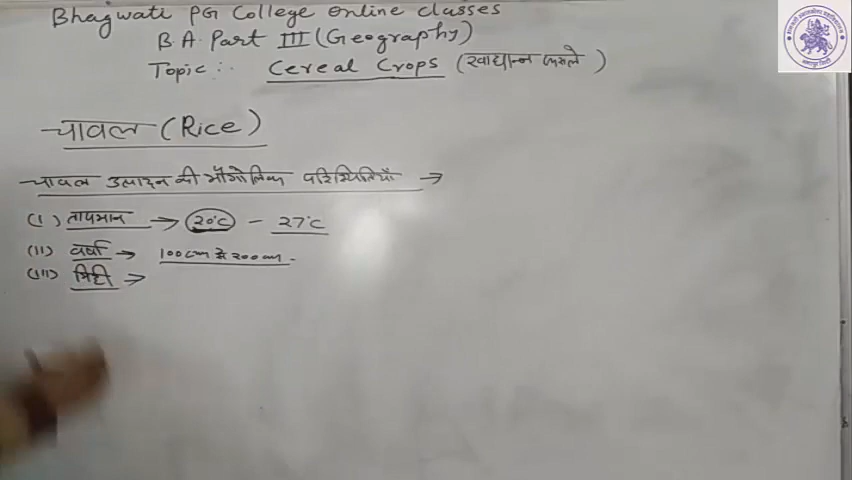 Bhagwati PG College online classes
B.A. Part III (Geography)
Topic :- Cereal Crops (खाद्यान्न फसले )
चावल (Rice)
चावल उत्पादन की भौगोलिक परिस्थितियाँ →
(I) तापमान → 20°C - 27°C
(II) वर्षा → 100cm से 200cm.
(III) मिट्टी →